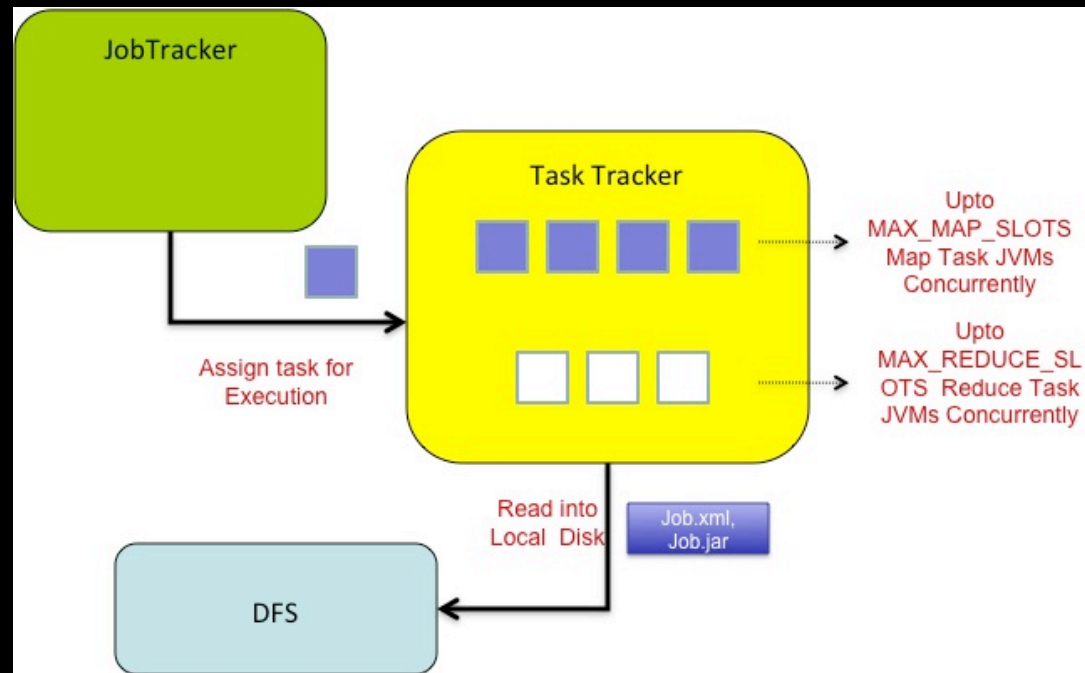 JobTracker
Task Tracker
Upto
MAX_MAP_SLOTS
Map Task JVMs
Concurrently
Assign task for
Execution
Upto
MAX_REDUCE_SL
OTS Reduce Task
JVMs Concurrently
Read into
Local Disk
Job.xml,
Job.jar
DFS